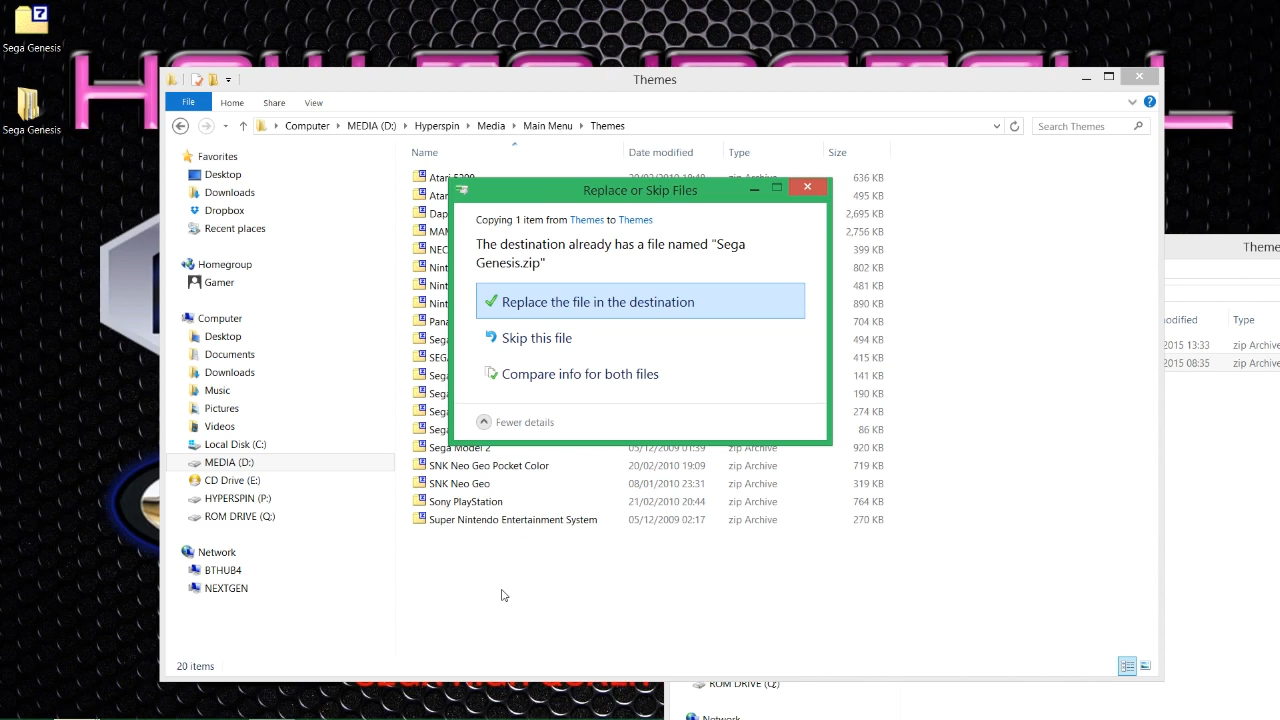 Sega Genesis
Sega Genesis
Themes
File
Home
Share
View
Computer
MEDIA (D:)
Hyperspin
Media
Main Menu
Themes
Search Themes
Favorites
Desktop
Downloads
Dropbox
Recent places
Homegroup
Gamer
Computer
Desktop
Documents
Downloads
Music
Pictures
Videos
Local Disk (C:)
MEDIA (D:)
CD Drive (E:)
HYPERSPIN (P:)
ROM DRIVE (Q:)
Network
BTHUB4
NEXTGEN
Name
Date modified
Type
Size
636 KB
495 KB
2,695 KB
2,756 KB
399 KB
802 KB
481 KB
890 KB
704 KB
494 KB
415 KB
141 KB
190 KB
274 KB
86 KB
Sega Model 2 05/12/2009 01:39 zip Archive 920 KB
SNK Neo Geo Pocket Color 20/02/2010 19:09 zip Archive 719 KB
SNK Neo Geo 08/01/2010 23:31 zip Archive 319 KB
Sony PlayStation 21/02/2010 20:44 zip Archive 764 KB
Super Nintendo Entertainment System 05/12/2009 02:17 zip Archive 270 KB
20 items
Replace or Skip Files
Copying 1 item from Themes to Themes
The destination already has a file named "Sega
Genesis.zip"
Replace the file in the destination
Skip this file
Compare info for both files
Fewer details
Theme
Type
2015 13:33 zip Archive
2015 08:35 zip Archive
ROM DRIVE (Q:)
Network